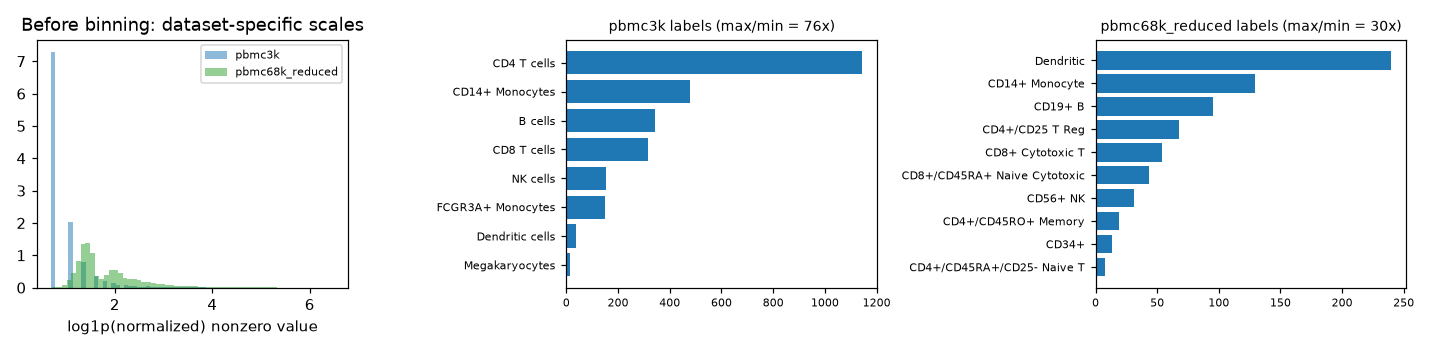 Before binning: dataset-specific scales
pbmc3k
pbmc68k_reduced
7
6
5
4
3
2
1
0
2
4
6
log1p(normalized) nonzero value
pbmc3k labels (max/min = 76x)
CD4 T cells
CD14+ Monocytes
B cells
CD8 T cells
NK cells
FCGR3A+ Monocytes
Dendritic cells
Megakaryocytes
0
200
400
600
800
1000
1200
pbmc68k_reduced labels (max/min = 30x)
Dendritic
CD14+ Monocyte
CD19+ B
CD4+/CD25 T Reg
CD8+ Cytotoxic T
CD8+/CD45RA+ Naive Cytotoxic
CD56+ NK
CD4+/CD45RO+ Memory
CD34+
CD4+/CD45RA+/CD25- Naive T
0
50
100
150
200
250